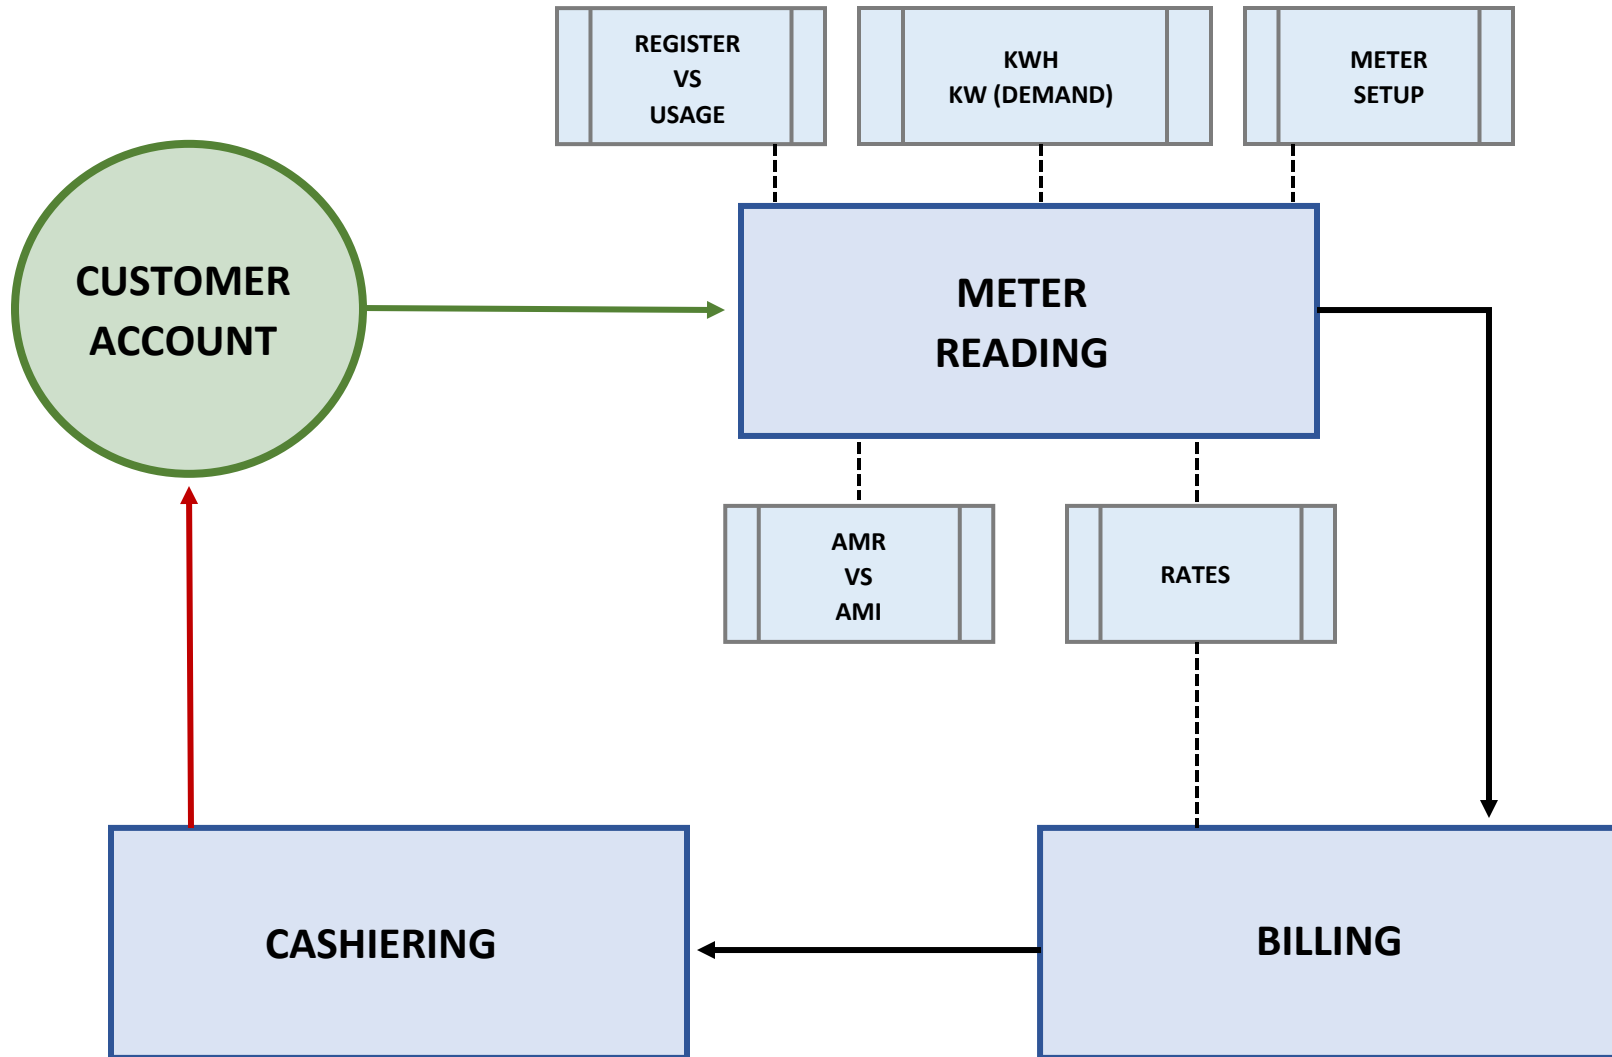 REGISTER
VS
USAGE
KWH
KW (DEMAND)
METER
SETUP
CUSTOMER
ACCOUNT
METER
READING
AMR
VS
AMI
RATES
CASHIERING
BILLING